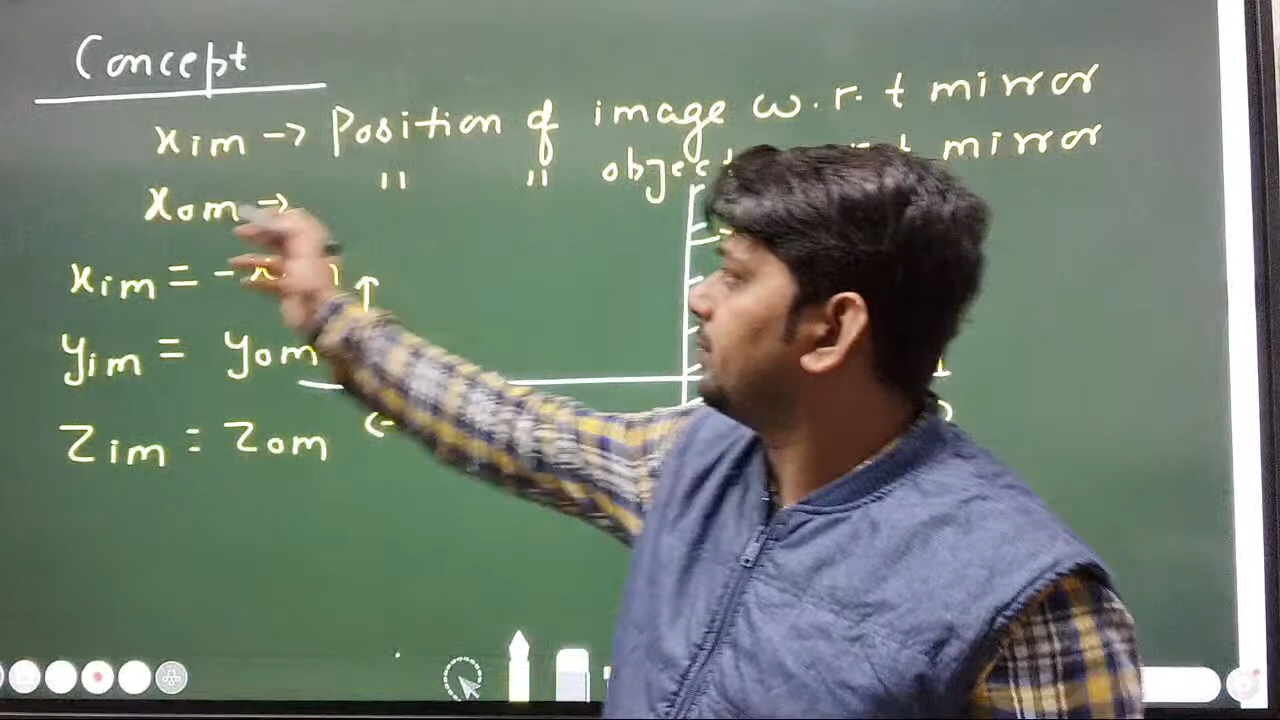 Concept
xim → Position of image w.r.t mirror
xom → " " object t mirror
xim = -x
yim = yom
zim = zom